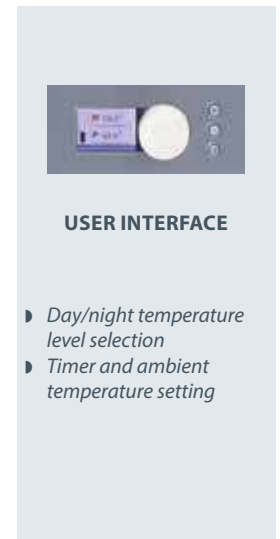 USER INTERFACE
◗ Day/night temperature
level selection
◗ Timer and ambient
temperature setting